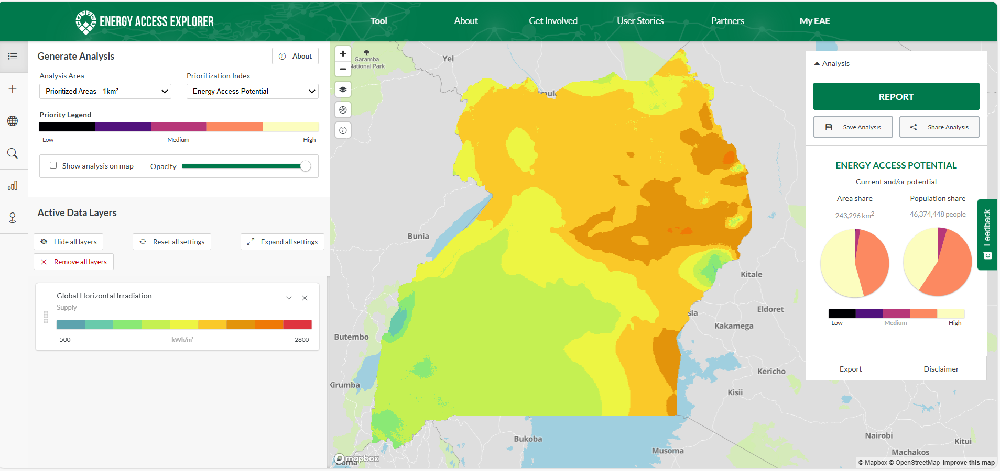 ENERGY ACCESS EXPLORER
Tool
About
Get Involved
User Stories
Partners
My EAE
Generate Analysis
About
Analysis Area
Prioritization Index
Prioritized Areas - 1km²
Energy Access Potential
Priority Legend
Low
Medium
High
Show analysis on map
Opacity
Active Data Layers
Hide all layers
Reset all settings
Expand all settings
Remove all layers
Global Horizontal Irradiation
Supply
500
kWh/m²
2800
Garamba
National Park
Yei
Bunia
Butembo
Kirumba
Goma
Bukoba
Musoma
Kitale
Eldoret
Kakamega
Kericho
Kisii
Nairobi
Machakos
Kitui
mapbox
Analysis
REPORT
Save Analysis
Share Analysis
ENERGY ACCESS POTENTIAL
Current and/or potential
Area share
Population share
243,296 km²
46,374,448 people
Low
Medium
High
Export
Disclaimer
Feedback
© Mapbox © OpenStreetMap Improve this map